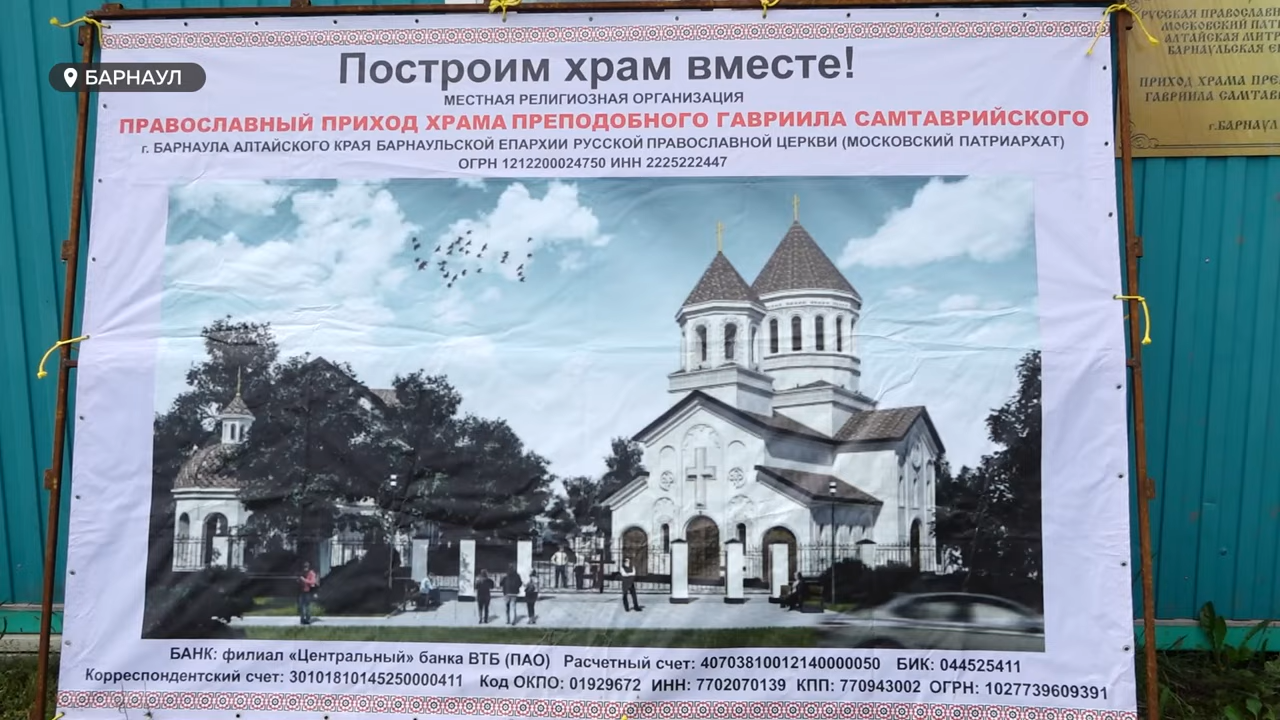 БАРНАУЛ
Построим храм вместе!
МЕСТНАЯ РЕЛИГИОЗНАЯ ОРГАНИЗАЦИЯ
ПРАВОСЛАВНЫЙ ПРИХОД ХРАМА ПРЕПОДОБНОГО ГАВРИИЛА САМТАВРИЙСКОГО
г. БАРНАУЛА АЛТАЙСКОГО КРАЯ БАРНАУЛЬСКОЙ ЕПАРХИИ РУССКОЙ ПРАВОСЛАВНОЙ ЦЕРКВИ (МОСКОВСКИЙ ПАТРИАРХАТ)
ОГРН 1212200024750 ИНН 2225222447
БАНК: филиал «Центральный» банка ВТБ (ПАО) Расчетный счет: 40703810012140000050 БИК: 044525411
Корреспондентский счет: 30101810145250000411 Код ОКПО: 01929672 ИНН: 7702070139 КПП: 770943002 ОГРН: 1027739609391
РУССКАЯ ПРАВОСЛАВН
МОСКОВСКИЙ ПАТ
АЛТАЙСКАЯ МИТР
БАРНАУЛЬСКАЯ Е
ПРИХОД ХРАМА ПРЕ
ГАВРИИЛА САМТАВ
г.БАРНАУЛ